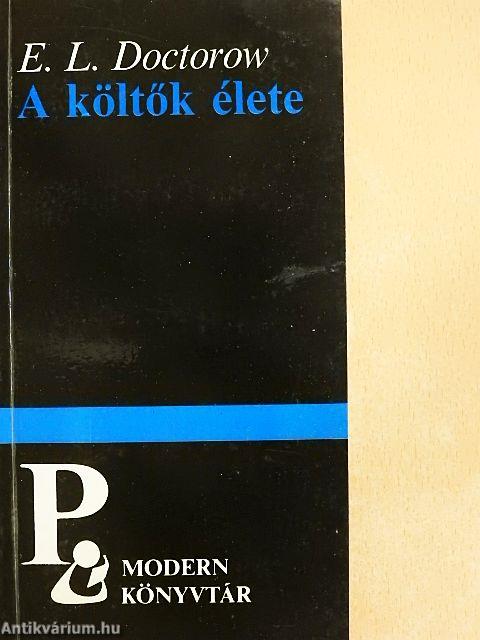 E. L. Doctorow
A költők élete
P
MODERN
KÖNYVTÁR
Antikvárium.hu